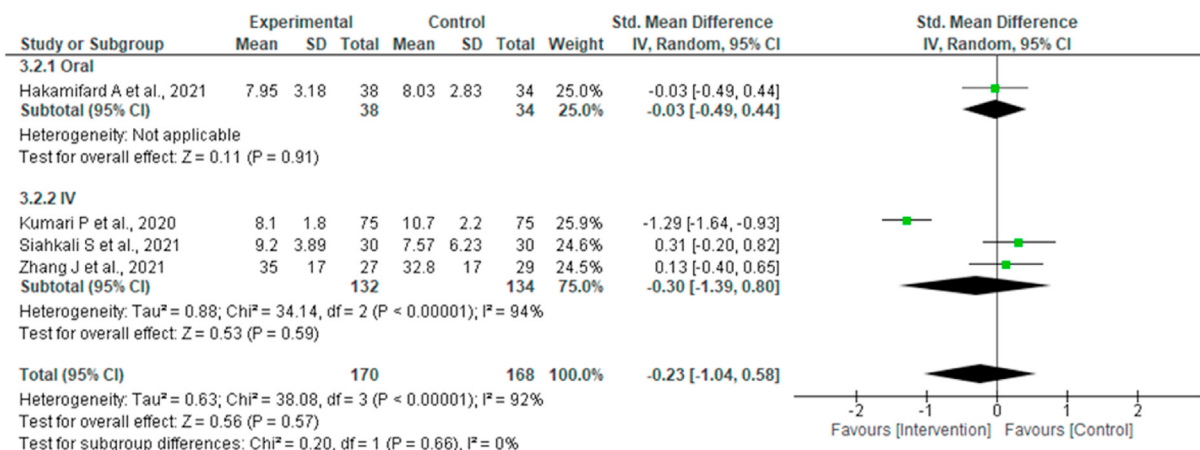 Experimental Control Std. Mean Difference Std. Mean Difference
Study or Subgroup Mean SD Total Mean SD Total Weight IV, Random, 95% CI IV, Random, 95% CI
3.2.1 Oral
Hakamifard A et al., 2021 7.95 3.18 38 8.03 2.83 34 25.0% -0.03 [-0.49, 0.44]
Subtotal (95% CI) 38 34 25.0% -0.03 [-0.49, 0.44]
Heterogeneity: Not applicable
Test for overall effect: Z = 0.11 (P = 0.91)
3.2.2 IV
Kumari P et al., 2020 8.1 1.8 75 10.7 2.2 75 25.9% -1.29 [-1.64, -0.93]
Siahkali S et al., 2021 9.2 3.89 30 7.57 6.23 30 24.6% 0.31 [-0.20, 0.82]
Zhang J et al., 2021 35 17 27 32.8 17 29 24.5% 0.13 [-0.40, 0.65]
Subtotal (95% CI) 132 134 75.0% -0.30 [-1.39, 0.80]
Heterogeneity: Tau² = 0.88; Chi² = 34.14, df = 2 (P < 0.00001); I² = 94%
Test for overall effect: Z = 0.53 (P = 0.59)
Total (95% CI) 170 168 100.0% -0.23 [-1.04, 0.58]
Heterogeneity: Tau² = 0.63; Chi² = 38.08, df = 3 (P < 0.00001); I² = 92%
Test for overall effect: Z = 0.56 (P = 0.57)
Test for subgroup differences: Chi² = 0.20, df = 1 (P = 0.66), I² = 0%
-2 -1 0 1 2
Favours [Intervention] Favours [Control]